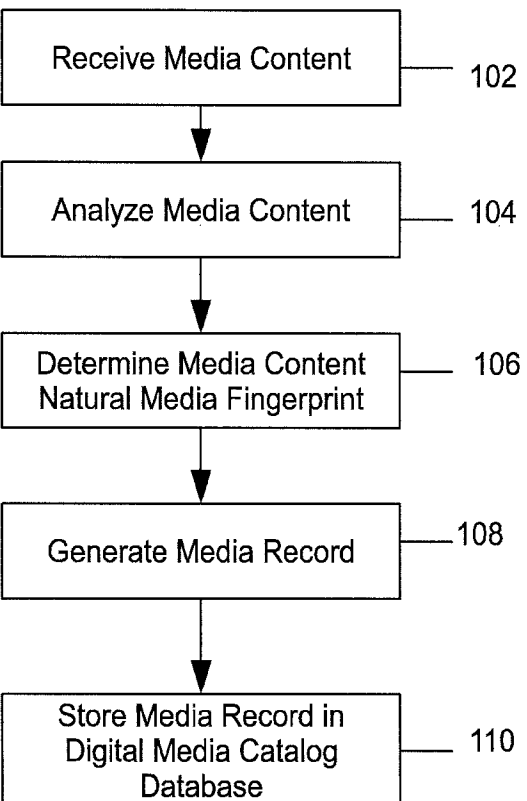 Receive Media Content
102
Analyze Media Content
104
Determine Media Content
Natural Media Fingerprint
106
Generate Media Record
108
Store Media Record in
Digital Media Catalog
Database
110